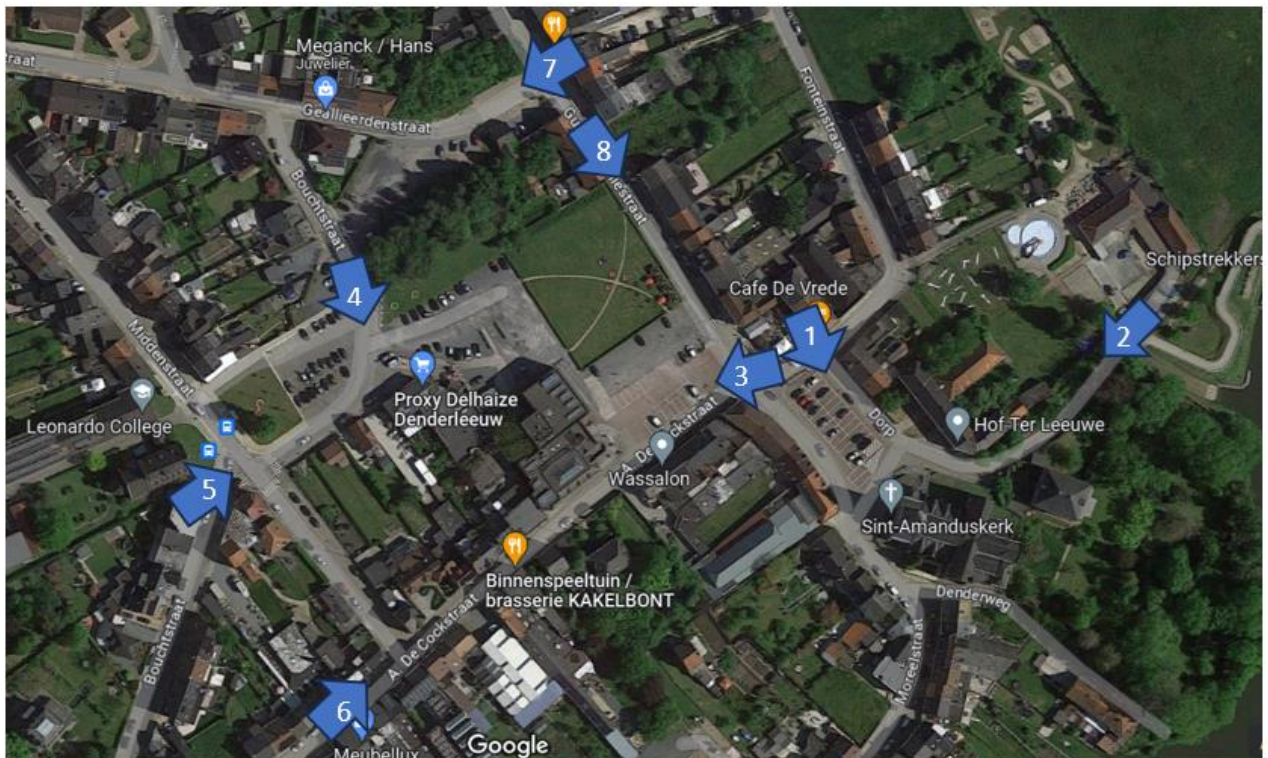 Meganck / Hans
Juwelier
7
Geallieerdenstraat
Fonteinstraat
8
Bouchtstraat
Schipstrekkers
4
Cafe De Vrede
1
2
3
Middenstraat
Proxy Delhaize
Denderleeuw
Dorp
Leonardo College
Hof Ter Leeuwe
Wassalon
5
Sint-Amanduskerk
Binnenspeeltuin /
brasserie KAKELBONT
Denderweg
A. De Cockstraat
Bouchtstraat
Moreelstraat
6
Meubellux
Google